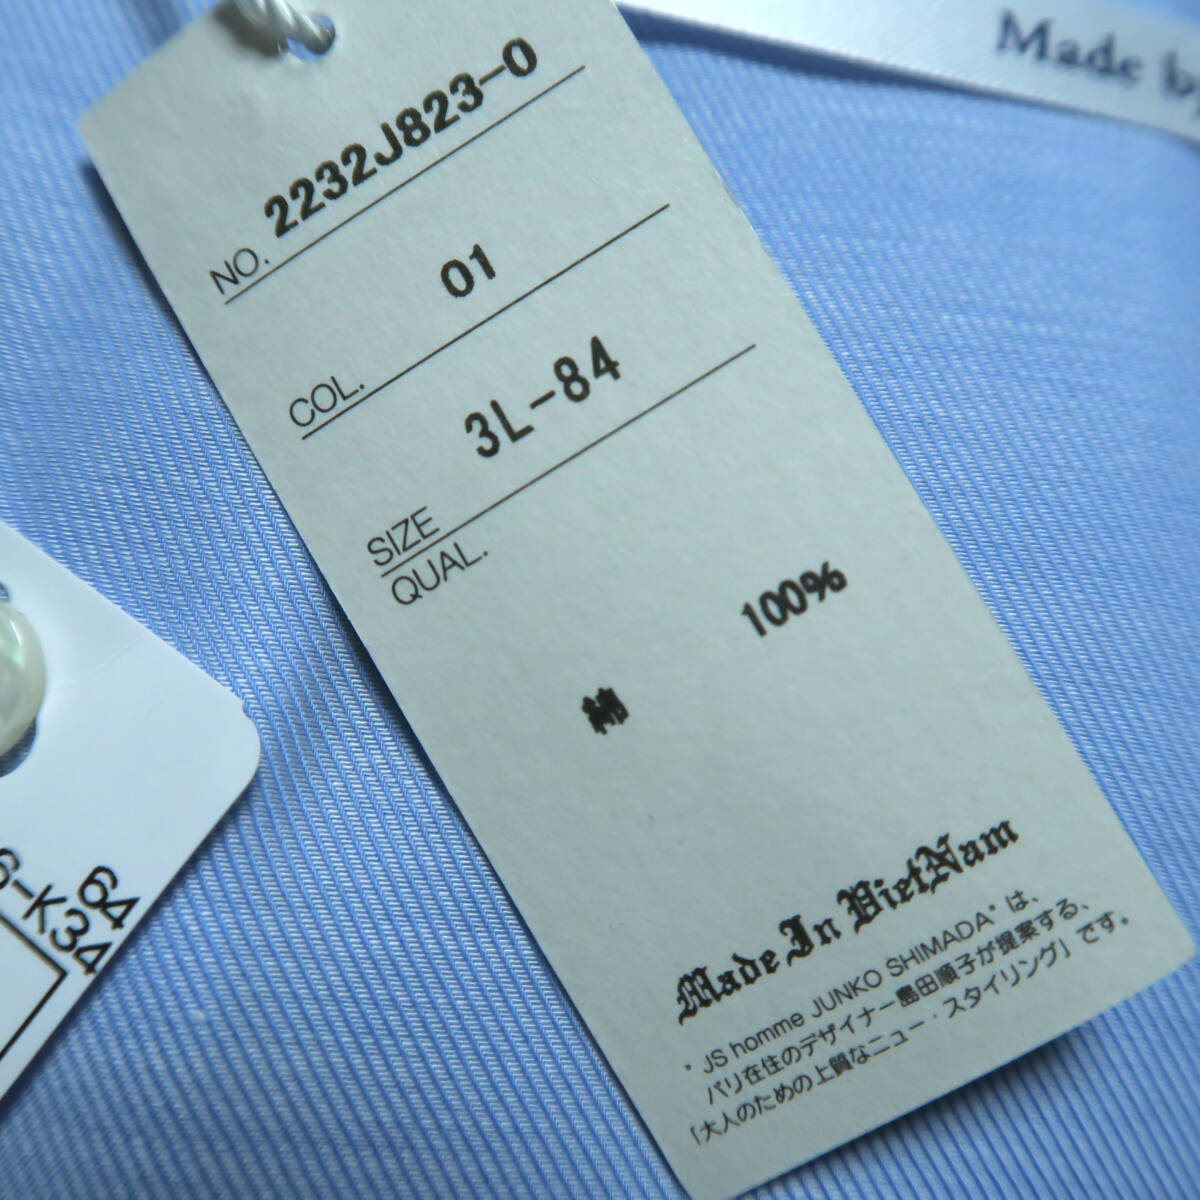 Made by
NO. 2232J823-0
COL. 01
SIZE 3L-84
QUAL.
100%
綿
Made In VietNam
"JS homme JUNKO SHIMADA"は、
パリ在住のデザイナー島田順子が提案する、
「大人のための上質なニュー・スタイリング」です。
6-K34
64